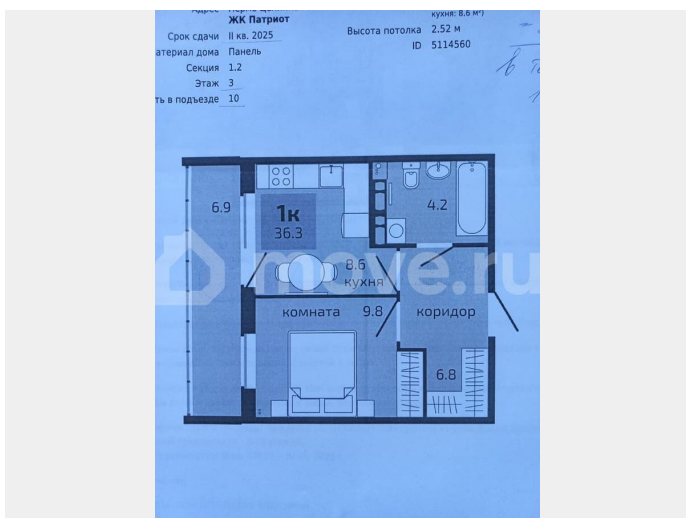 ЖК Патриот
кухня: 8.6 м²)
Срок сдачи II кв. 2025
Высота потолка 2.52 м
атериал дома Панель
ID 5114560
Секция 1.2
Этаж 3
ть в подъезде 10
в
6.9
1к
36.3
4.2
8.6
кухня
move.ru
комната 9.8
коридор
6.8